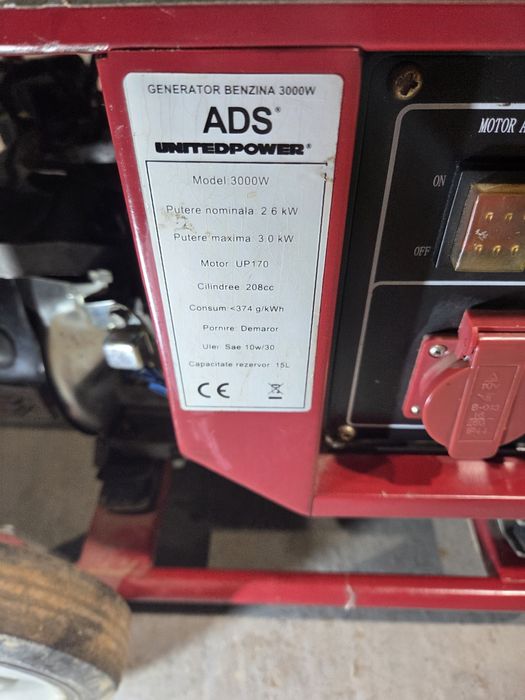 GENERATOR BENZINA 3000W
ADS®
UNITEDPOWER®
Model 3000W
Putere nominala 2.6 kW
Putere maxima 3.0 kW
Motor UP170
Cilindree 208cc
Consum <374 g/kWh
Pornire: Demaror
Ulei Sae 10w/30
Capacitate rezervor 15L
CE
MOTOR A
ON
OFF